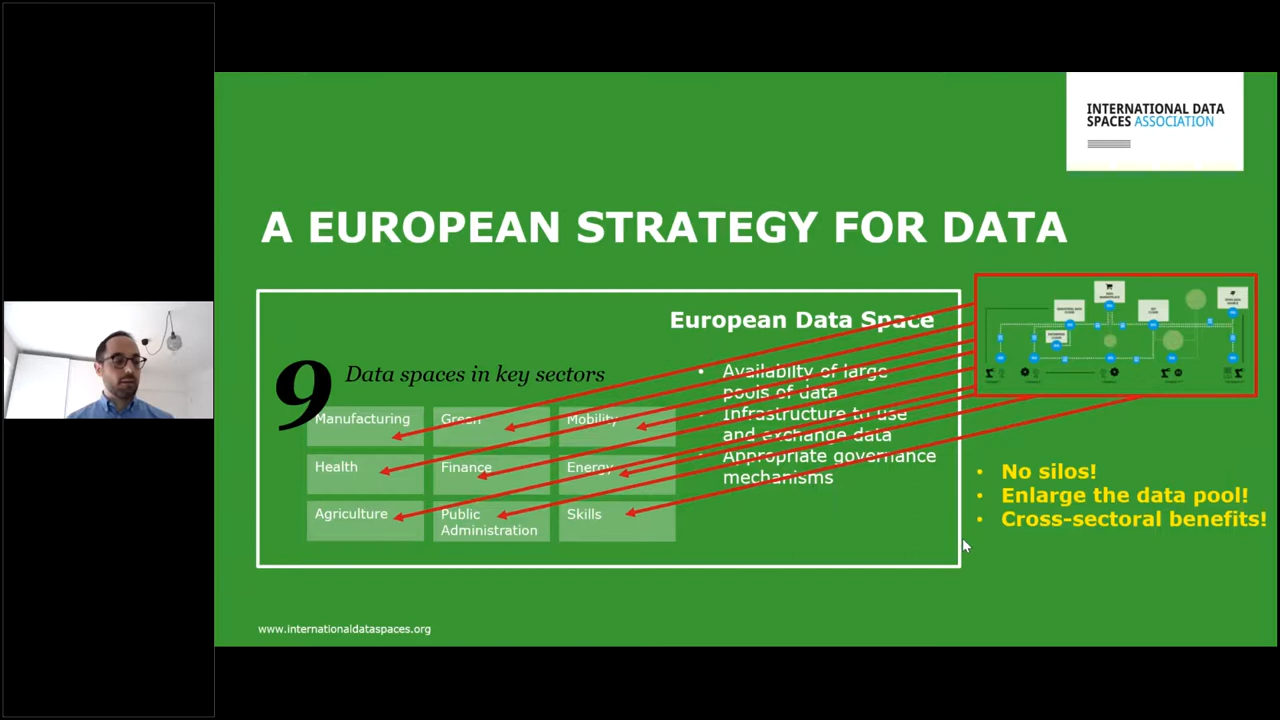 INTERNATIONAL DATA
SPACES ASSOCIATION
A EUROPEAN STRATEGY FOR DATA
European Data Space
9 Data spaces in key sectors
• Availabilty of large
pools of data
• Infrastructure to use
and exchange data
• Appropriate governance
mechanisms
Manufacturing
Green
Mobility
Health
Finance
Energy
Agriculture
Public
Administration
Skills
• No silos!
• Enlarge the data pool!
• Cross-sectoral benefits!
www.internationaldataspaces.org